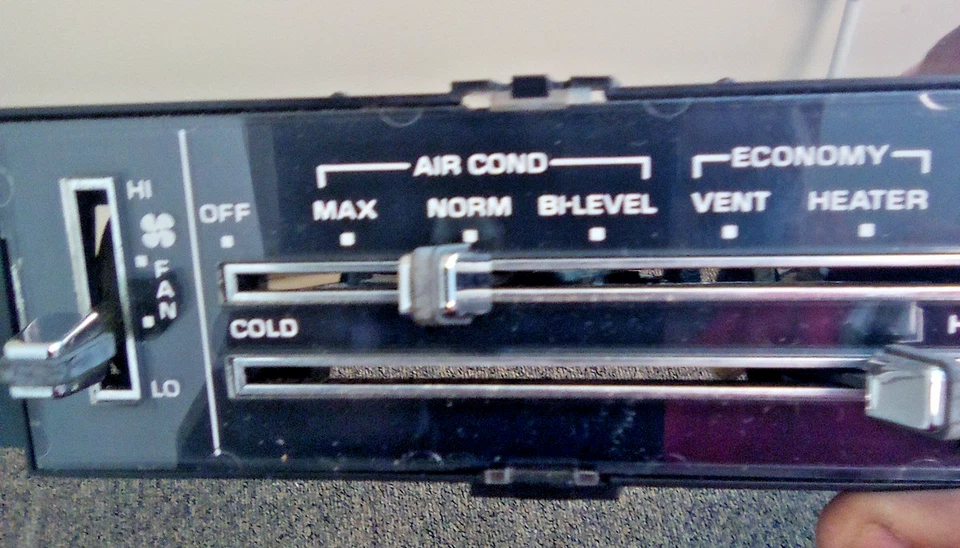 AIR COND
ECONOMY
HI
OFF
MAX
NORM
BI-LEVEL
VENT
HEATER
FAN
COLD
LO